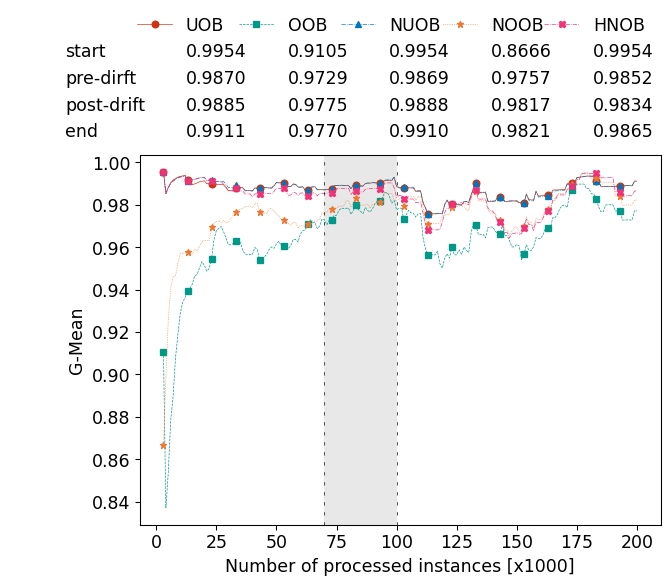 UOB OOB NUOB NOOB HNOB
start 0.9954 0.9105 0.9954 0.8666 0.9954
pre-dirft 0.9870 0.9729 0.9869 0.9757 0.9852
post-drift 0.9885 0.9775 0.9888 0.9817 0.9834
end 0.9911 0.9770 0.9910 0.9821 0.9865
1.00
0.98
0.96
0.94
0.92
0.90
0.88
0.86
0.84
G-Mean
0 25 50 75 100 125 150 175 200
Number of processed instances [x1000]